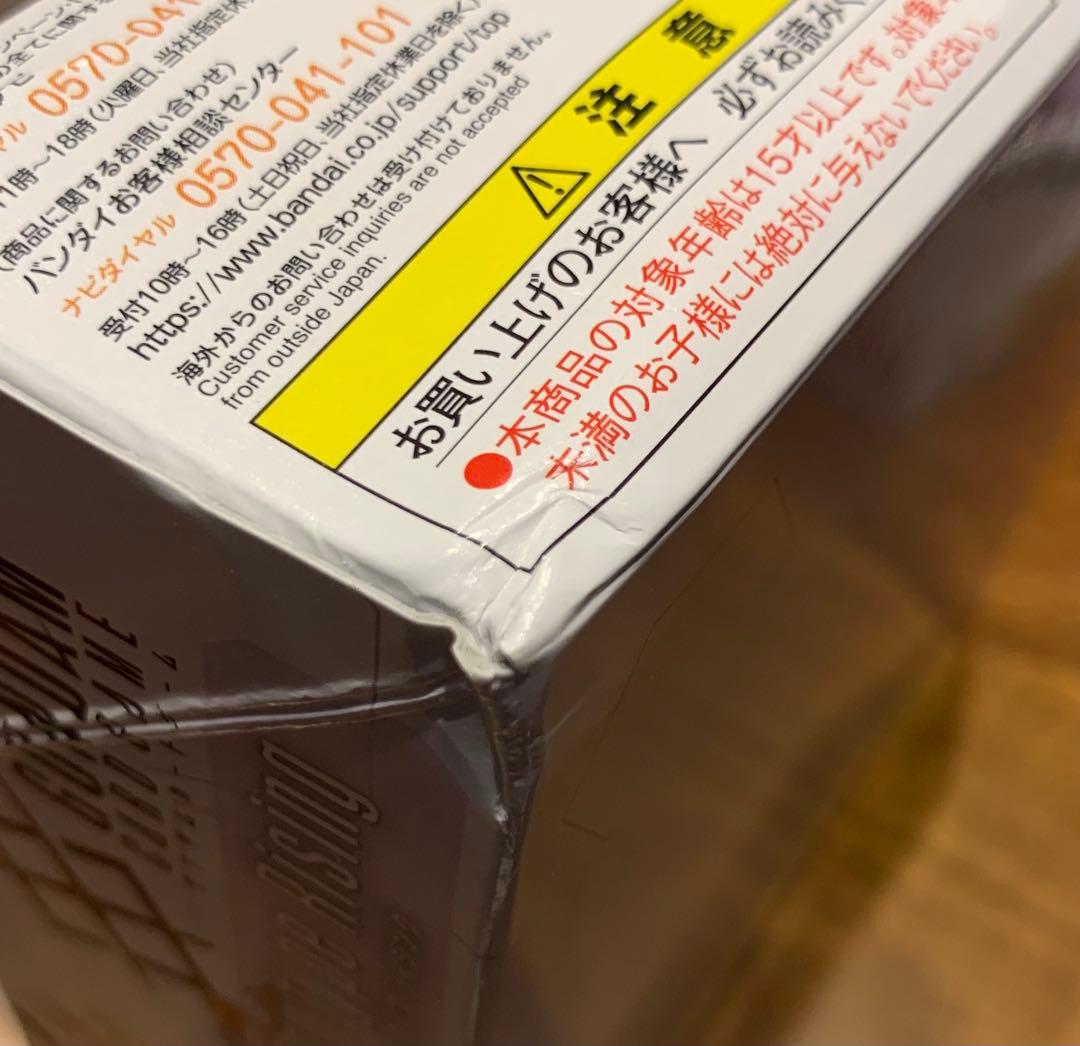 0570-041
11時～18時（火曜日、当社指定休
（商品に関するお問い合わせ）
バンダイお客様相談センター
ナビダイヤル 0570-041-101
受付10時～16時（土日祝日、当社指定休業日を除く）
https://www.bandai.co.jp/support/top
海外からのお問い合わせは受け付けておりません。
Customer service inquiries are not accepted
from outside Japan.
注意
お買い上げのお客様へ 必ずお読みく
●本商品の対象年齢は15才以上です。対象年
未満のお子様には絶対に与えないでください。
Rising